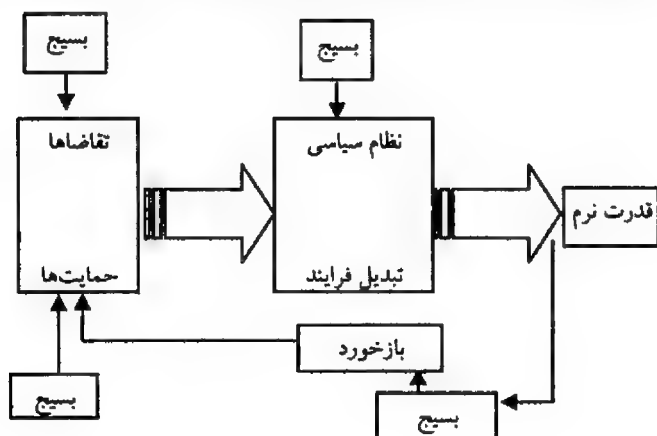 بسیج
بسیج
تقاضاها
حمایت‌ها
نظام سیاسی
تبدیل فرایند
قدرت نرم
بازخورد
بسیج
بسیج